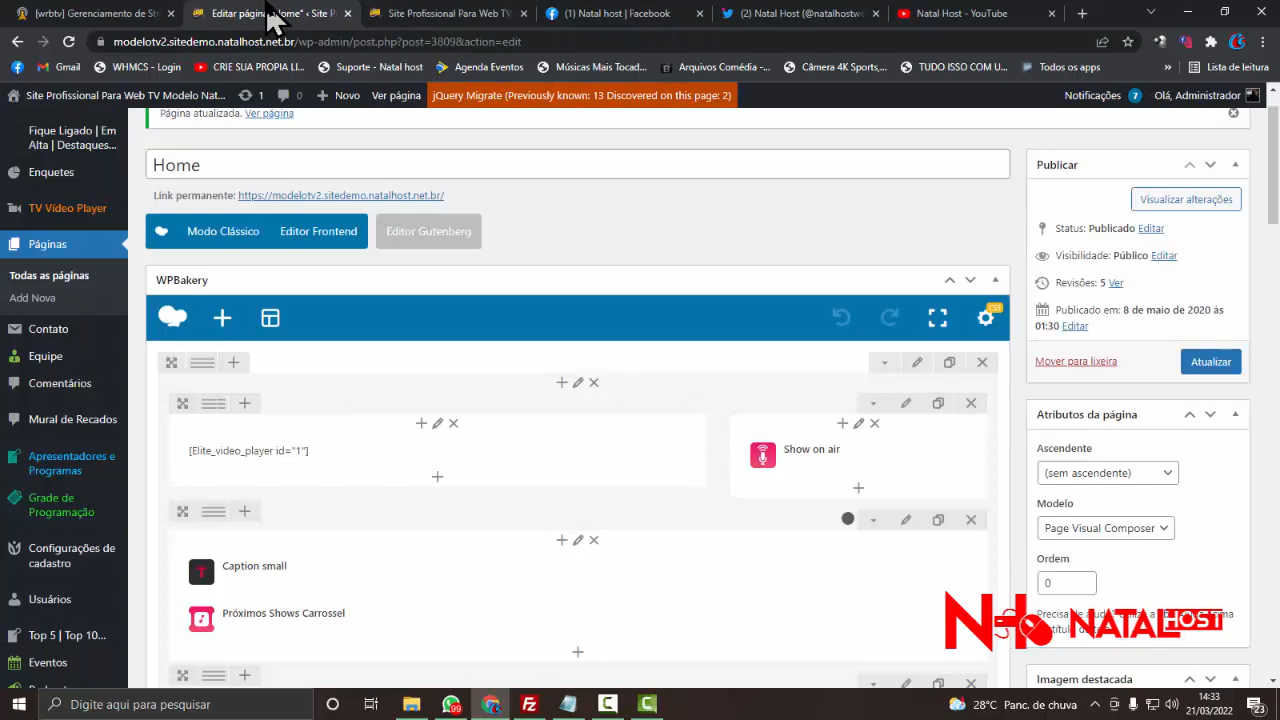 (wrbtv) Gerenciamento de St
Editar página "Home" ‹ Site P
Site Profissional Para Web TV
(1) Natal host | Facebook
(2) Natal Host (@natalhostw
Natal Host - YouTube
modelotv2.sitedemo.natalhost.net.br/wp-admin/post.php?post=3809&action=edit
Gmail
WHMCS - Login
CRIE SUA PROPRIA LI...
Suporte - Natal host
Agenda Eventos
Músicas Mais Tocad...
Arquivos Comédia -...
Câmera 4K Sports,...
TUDO ISSO COM U...
Todos os apps
»
Lista de leitura
Site Profissional Para Web TV Modelo Nat...
1
0
Novo
Ver página
jQuery Migrate (Previously known: 13 Discovered on this page: 2)
Notificações 7
Olá, Administrador
Página atualizada. Ver página
Fique Ligado | Em
Alta | Destaques...
Enquetes
TV Vídeo Player
Páginas
Todas as páginas
Add Nova
Contato
Equipe
Comentários
Mural de Recados
Apresentadores e
Programas
Grade de
Programação
Configurações de
cadastro
Usuários
Top 5 | Top 10...
Eventos
Home
Link permanente: https://modelotv2.sitedemo.natalhost.net.br/
Modo Clássico
Editor Frontend
Editor Gutenberg
WPBakery
CSS
[Elite_video_player id="1"]
Show on air
Caption small
Próximos Shows Carrossel
Publicar
Visualizar alterações
Status: Publicado Editar
Visibilidade: Público Editar
Revisões: 5 Ver
Publicado em: 8 de maio de 2020 às
01:30 Editar
Mover para lixeira
Atualizar
Atributos da página
Ascendente
(sem ascendente)
Modelo
Page Visual Composer
Ordem
0
NATAL HOST
Imagem destacada
Digite aqui para pesquisar
99
28°C Panc. de chuva
14:33
21/03/2022
23